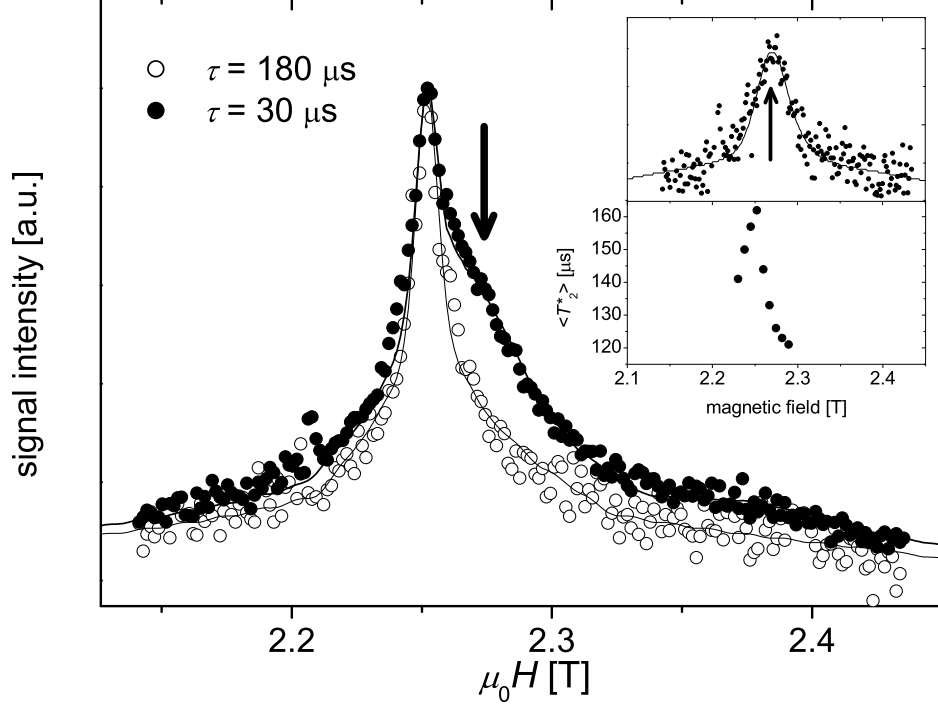 τ = 180 μs
τ = 30 μs
signal intensity [a.u.]
2.2
2.3
2.4
μ₀H [T]
160
150
140
130
120
<T*₂> [μs]
2.1
2.2
2.3
2.4
magnetic field [T]